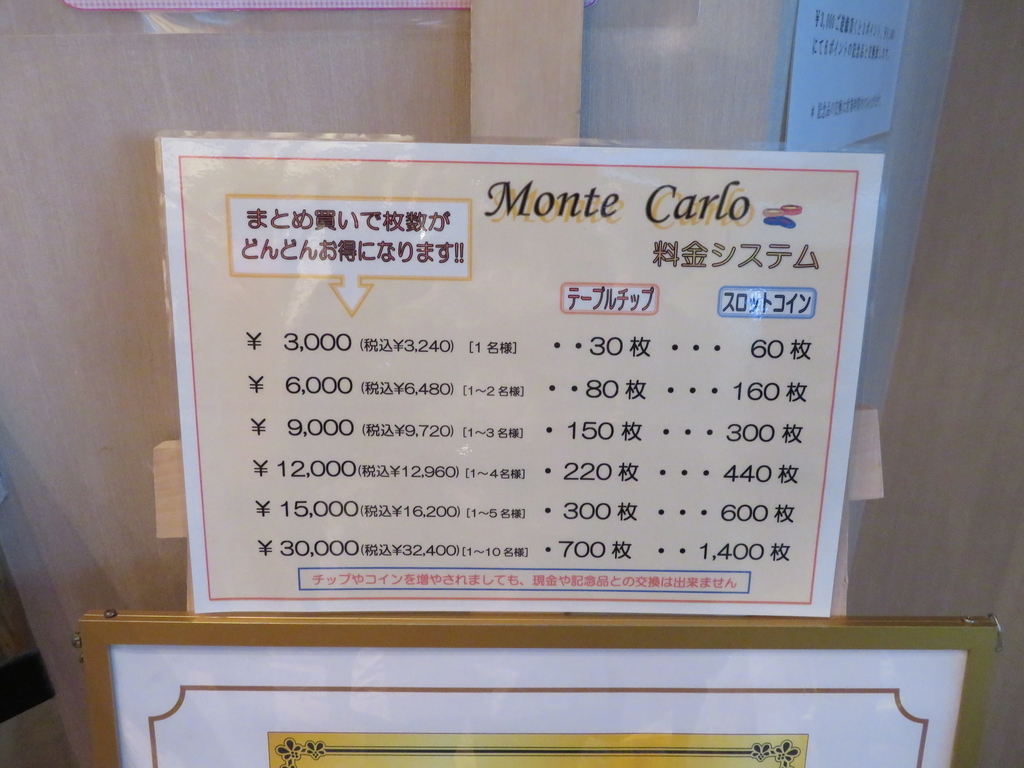 Monte Carlo
料金システム
まとめ買いで枚数が
どんどんお得になります!!
テーブルチップ スロットコイン
¥ 3,000 (税込¥3,240) [1名様] ・・30枚 ・・・ 60枚
¥ 6,000 (税込¥6,480) [1～2名様] ・・80枚 ・・・ 160枚
¥ 9,000 (税込¥9,720) [1～3名様] ・150枚 ・・・300枚
¥12,000(税込¥12,960) [1～4名様] ・220枚 ・・・440枚
¥15,000(税込¥16,200) [1～5名様] ・300枚 ・・・600枚
¥30,000(税込¥32,400) [1～10名様] ・700枚 ・・1,400枚
チップやコインを増やされましても、現金や記念品との交換は出来ません